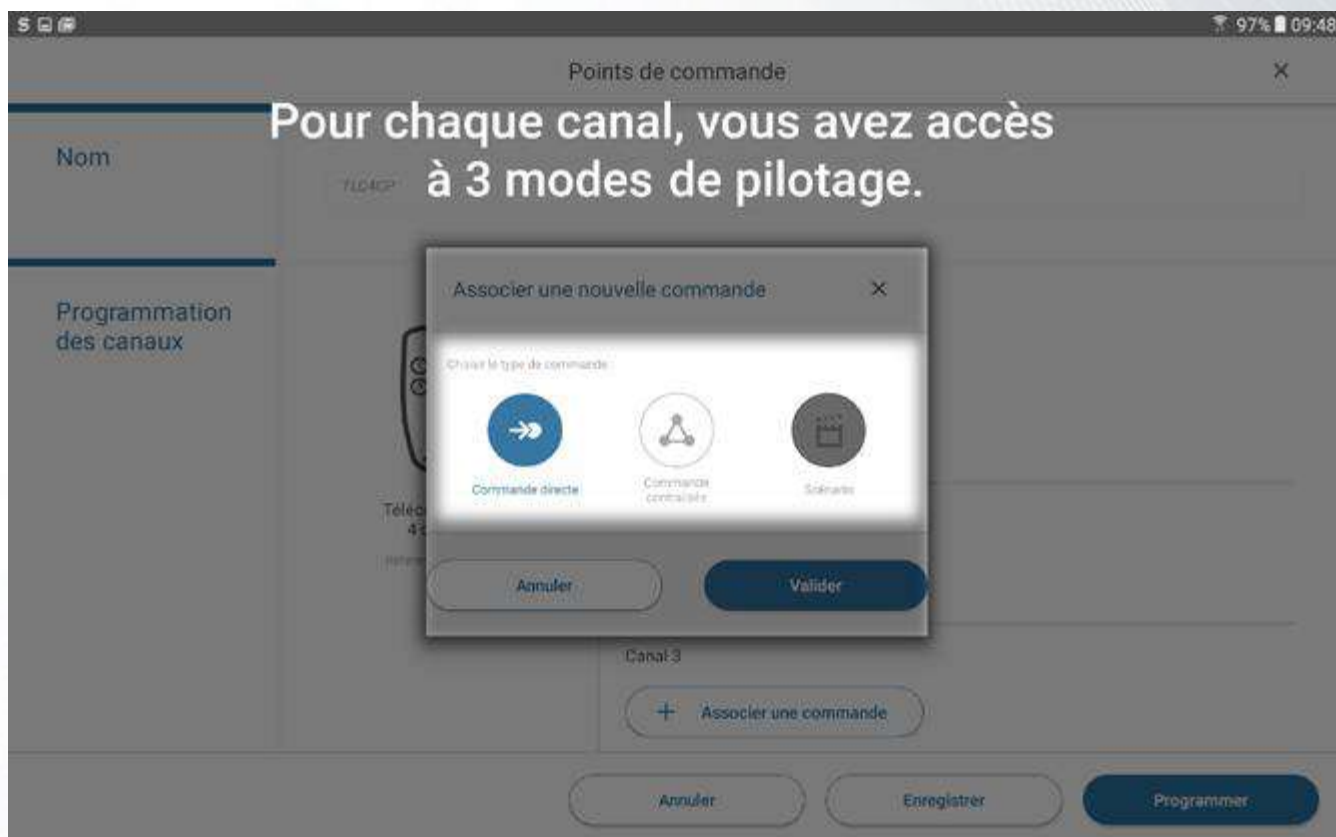 97% 09:48
Points de commande
Pour chaque canal, vous avez accès
à 3 modes de pilotage.
Nom
Associer une nouvelle commande
Programmation
des canaux
Choisir le type de commande
Commande directe
Commande
centralisée
Scénario
Annuler
Valider
Canal 3
+ Associer une commande
Annuler
Enregistrer
Programmer